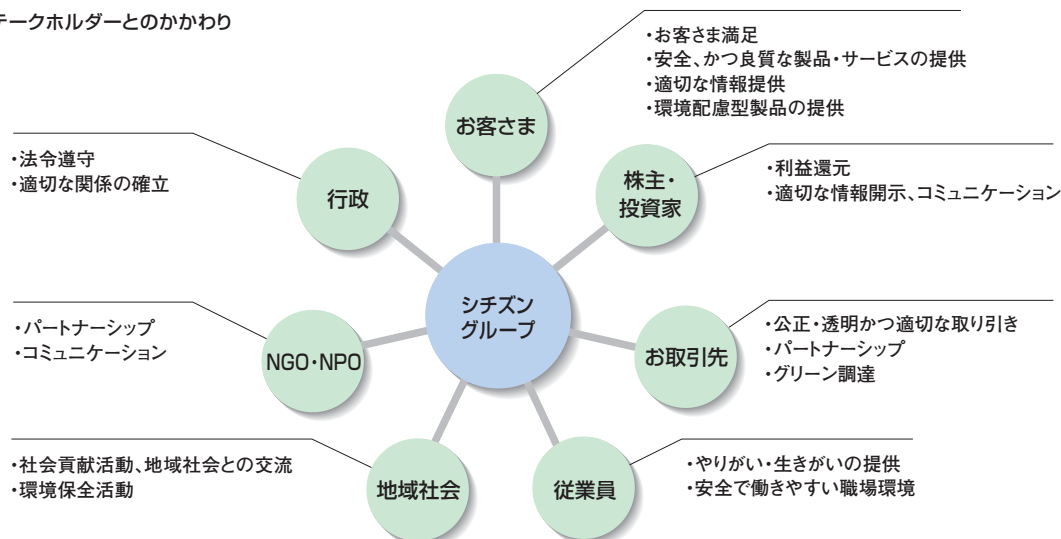 テークホルダーとのかかわり
・お客さま満足
・安全、かつ良質な製品・サービスの提供
・適切な情報提供
・環境配慮型製品の提供
お客さま
・法令遵守
・適切な関係の確立
行政
株主・
投資家
・利益還元
・適切な情報開示、コミュニケーション
シチズン
グループ
・パートナーシップ
・コミュニケーション
NGO・NPO
お取引先
・公正・透明かつ適切な取り引き
・パートナーシップ
・グリーン調達
・社会貢献活動、地域社会との交流
・環境保全活動
地域社会
従業員
・やりがい・生きがいの提供
・安全で働きやすい職場環境